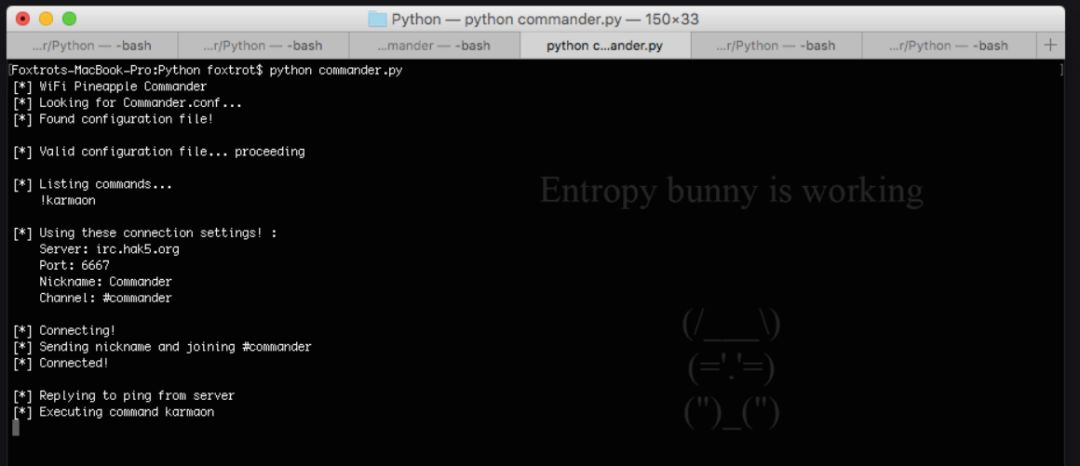 Python — python commander.py — 150×33
...r/Python — -bash
...r/Python — -bash
...mander — -bash
python c...ander.py
...r/Python — -bash
...r/Python — -bash
+
[Foxtrots-MacBook-Pro:Python foxtrot$ python commander.py ]
[*] WiFi Pineapple Commander
[*] Looking for Commander.conf...
[*] Found configuration file!
[*] Valid configuration file... proceeding
[*] Listing commands...
!karmaon
[*] Using these connection settings! :
Server: irc.hak5.org
Port: 6667
Nickname: Commander
Channel: #commander
[*] Connecting!
[*] Sending nickname and joining #commander
[*] Connected!
[*] Replying to ping from server
[*] Executing command karmaon
Entropy bunny is working
(/___\)
(='.'=)
(")_(")